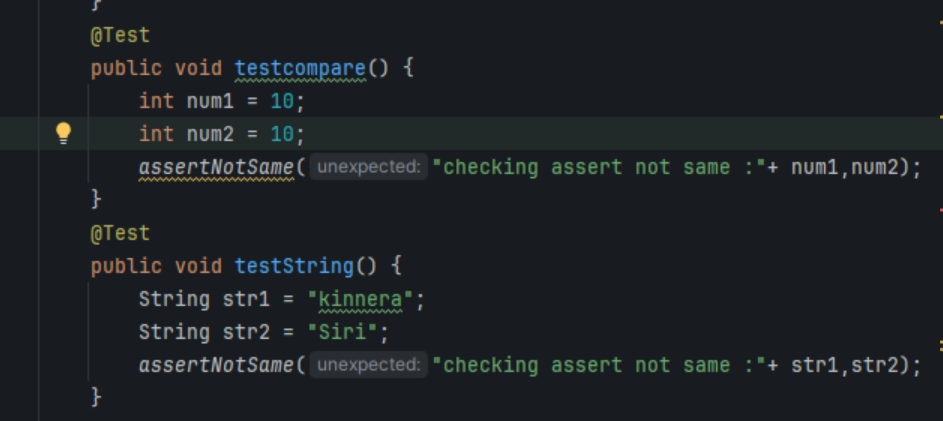 }
@Test
public void testcompare() {
int num1 = 10;
int num2 = 10;
assertNotSame( unexpected: "checking assert not same :"+ num1,num2);
}
@Test
public void testString() {
String str1 = "kinnera";
String str2 = "Siri";
assertNotSame( unexpected: "checking assert not same :"+ str1,str2);
}